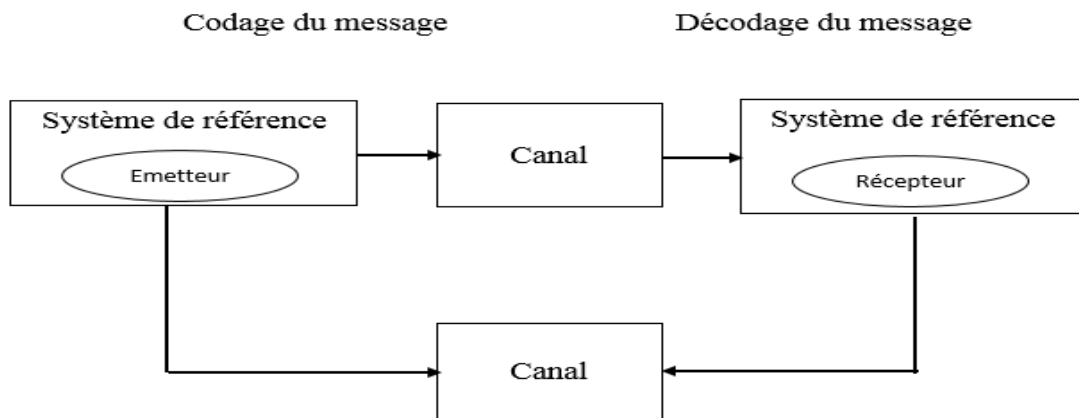 Codage du message
Décodage du message
Système de référence
Emetteur
Canal
Système de référence
Récepteur
Canal